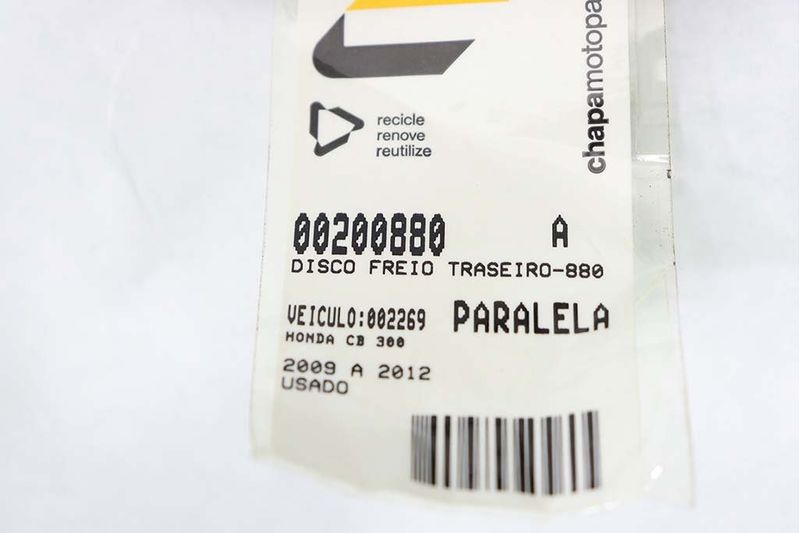 chapamotopa
recicle
renove
reutilize
00200880 A
DISCO FREIO TRASEIRO-880
VEICULO:002269 PARALELA
HONDA CB 300
2009 A 2012
USADO